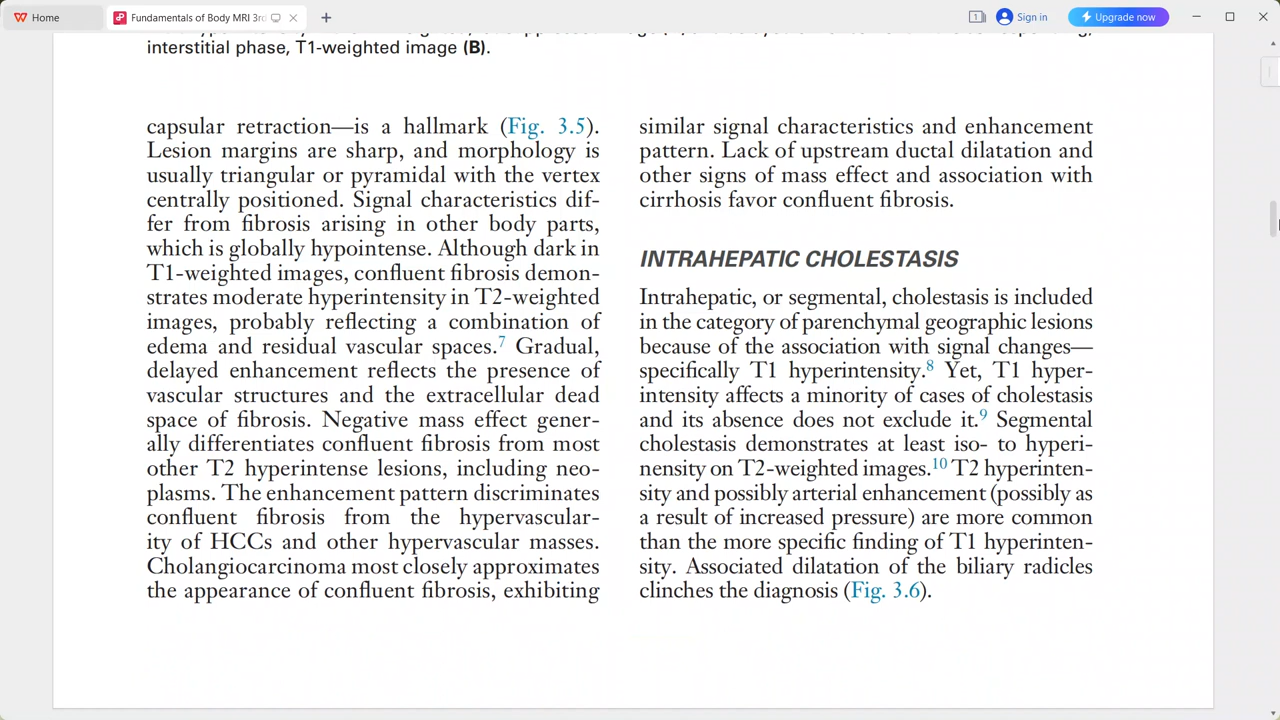 Home
Fundamentals of Body MRI 3rd
Sign in
Upgrade now
interstitial phase, T1-weighted image (B).
capsular retraction—is a hallmark (Fig. 3.5).
Lesion margins are sharp, and morphology is
usually triangular or pyramidal with the vertex
centrally positioned. Signal characteristics dif-
fer from fibrosis arising in other body parts,
which is globally hypointense. Although dark in
T1-weighted images, confluent fibrosis demon-
strates moderate hyperintensity in T2-weighted
images, probably reflecting a combination of
edema and residual vascular spaces.7 Gradual,
delayed enhancement reflects the presence of
vascular structures and the extracellular dead
space of fibrosis. Negative mass effect gener-
ally differentiates confluent fibrosis from most
other T2 hyperintense lesions, including neo-
plasms. The enhancement pattern discriminates
confluent fibrosis from the hypervascular-
ity of HCCs and other hypervascular masses.
Cholangiocarcinoma most closely approximates
the appearance of confluent fibrosis, exhibiting
similar signal characteristics and enhancement
pattern. Lack of upstream ductal dilatation and
other signs of mass effect and association with
cirrhosis favor confluent fibrosis.
INTRAHEPATIC CHOLESTASIS
Intrahepatic, or segmental, cholestasis is included
in the category of parenchymal geographic lesions
because of the association with signal changes—
specifically T1 hyperintensity.8 Yet, T1 hyper-
intensity affects a minority of cases of cholestasis
and its absence does not exclude it.9 Segmental
cholestasis demonstrates at least iso- to hyperi-
nensity on T2-weighted images.10 T2 hyperinten-
sity and possibly arterial enhancement (possibly as
a result of increased pressure) are more common
than the more specific finding of T1 hyperinten-
sity. Associated dilatation of the biliary radicles
clinches the diagnosis (Fig. 3.6).